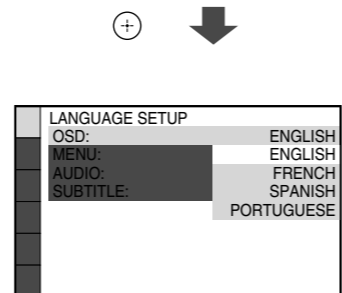 LANGUAGE SETUP
OSD: ENGLISH
MENU: ENGLISH
AUDIO: FRENCH
SUBTITLE: SPANISH
PORTUGUESE